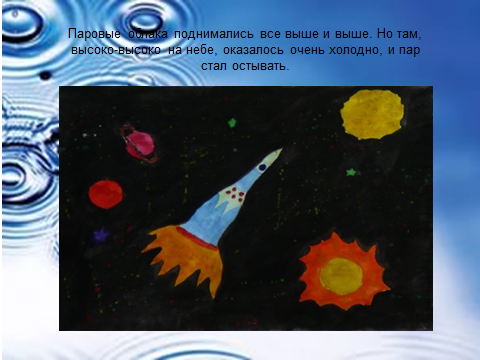 Паровые облака поднимались все выше и выше. Но там,
высоко-высоко на небе, оказалось очень холодно, и пар
стал остывать.